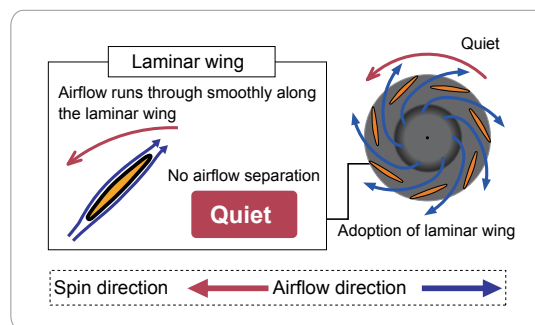 Laminar wing
Airflow runs through smoothly along
the laminar wing
No airflow separation
Quiet
Quiet
Adoption of laminar wing
Spin direction
Airflow direction